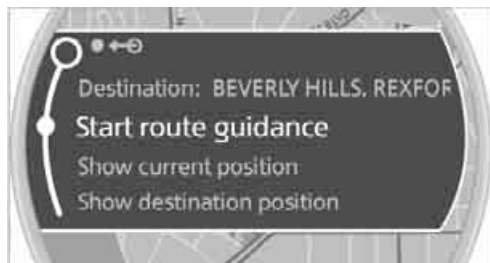 Destination: BEVERLY HILLS. REXFOR
Start route guidance
Show current position
Show destination position